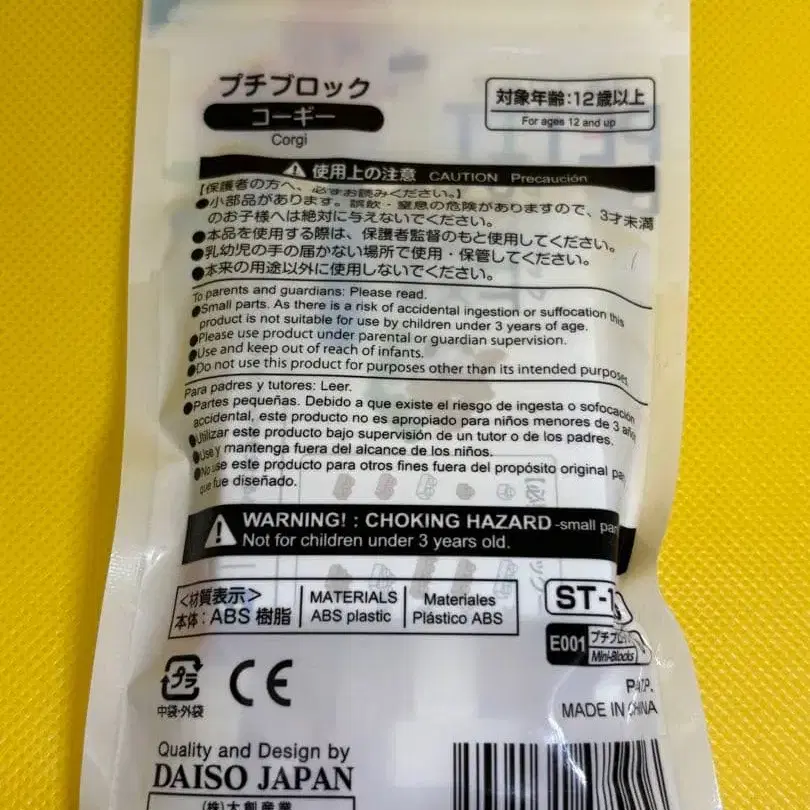 プチブロック
コーギー
Corgi
対象年齢:12歳以上
For ages 12 and up
使用上の注意 CAUTION Precaución
【保護者の方へ、必ずお読みください。】
●小部品があります。誤飲・窒息の危険がありますので、3才未満
のお子様へは絶対に与えないでください。
●本品を使用する際は、保護者監督のもと使用してください。
●乳幼児の手の届かない場所で使用・保管してください。
●本来の用途以外に使用しないでください。
To parents and guardians: Please read.
●Small parts. As there is a risk of accidental ingestion or suffocation this
product is not suitable for use by children under 3 years of age.
●Please use product under parental or guardian supervision.
●Use and keep out of reach of infants.
●Do not use this product for purposes other than its intended purpose.
Para padres y tutores: Leer.
●Partes pequeñas. Debido a que existe el riesgo de ingesta o sofocación
accidental, este producto no es apropiado para niños menores de 3 años
●Utilizar este producto bajo supervisión de un tutor o de los padres.
●Use y mantenga fuera del alcance de los niños.
●No use este producto para otros fines fuera del propósito original pa
que fue diseñado.
WARNING! : CHOKING HAZARD -small par
Not for children under 3 years old.
<材質表示>
本体：ABS 樹脂
MATERIALS
ABS plastic
Materiales
Plástico ABS
ST-
E001
プチブロック
Mini-Blocks
プラ
中袋・外袋
CE
MADE IN CHINA
Quality and Design by
DAISO JAPAN
(株)大創産業